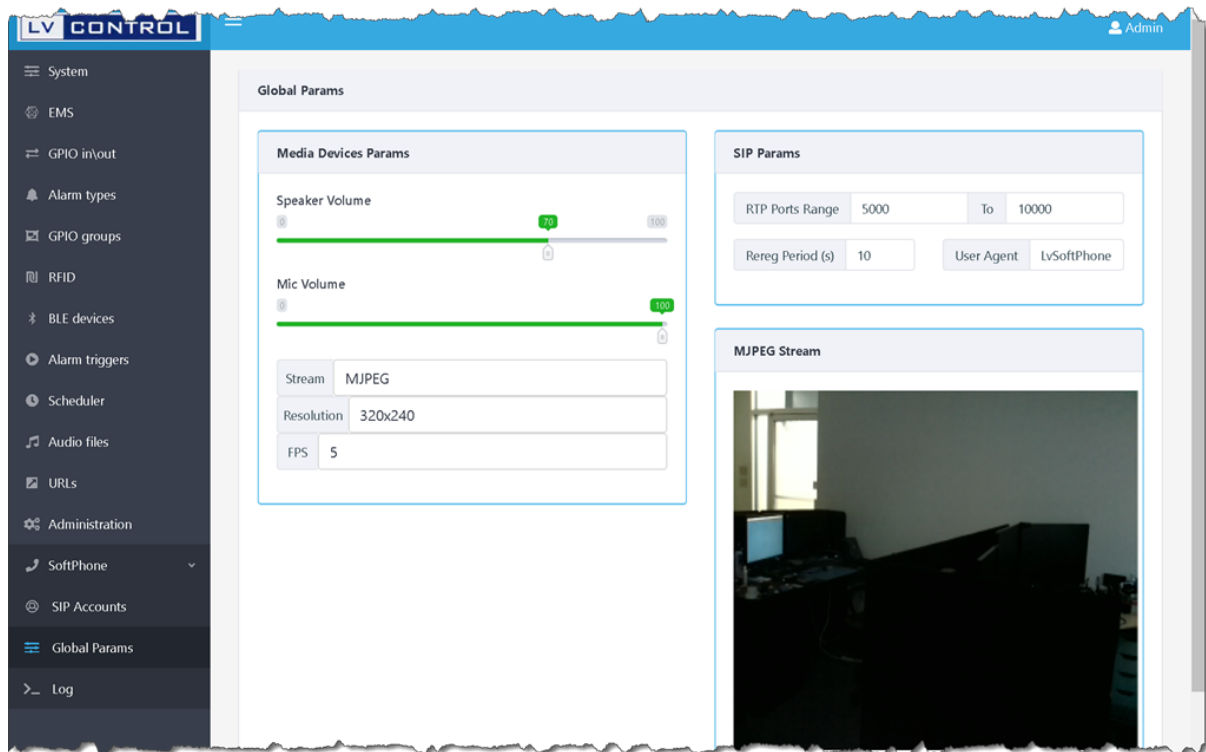 LV CONTROL
Admin
System
EMS
GPIO in\out
Alarm types
GPIO groups
RFID
BLE devices
Alarm triggers
Scheduler
Audio files
URLs
Administration
SoftPhone
SIP Accounts
Global Params
Log
Global Params
Media Devices Params
Speaker Volume
0 70 100
Mic Volume
0 100
Stream MJPEG
Resolution 320x240
FPS 5
SIP Params
RTP Ports Range 5000 To 10000
Rereg Period (s) 10 User Agent LvSoftPhone
MJPEG Stream